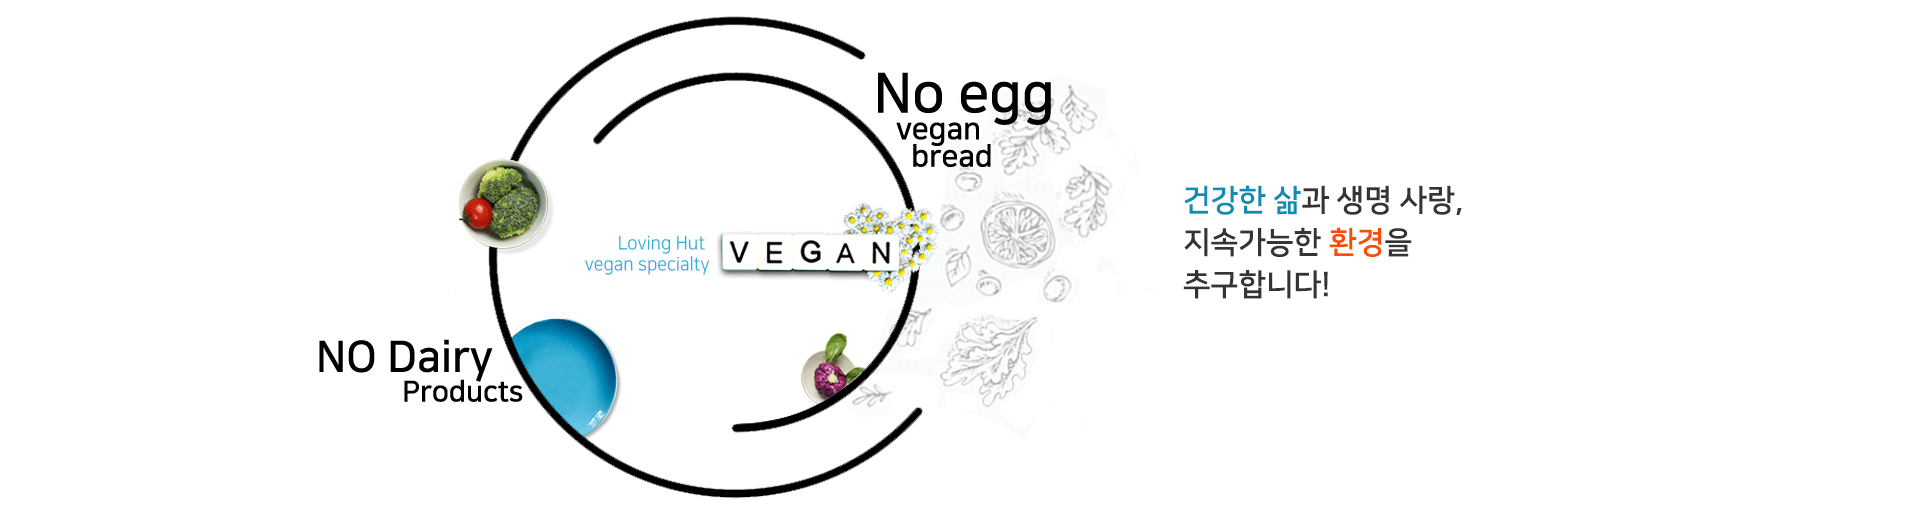 No egg
vegan
bread
Loving Hut
vegan specialty
VEGAN
NO Dairy
Products
건강한 삶과 생명 사랑,
지속가능한 환경을
추구합니다!